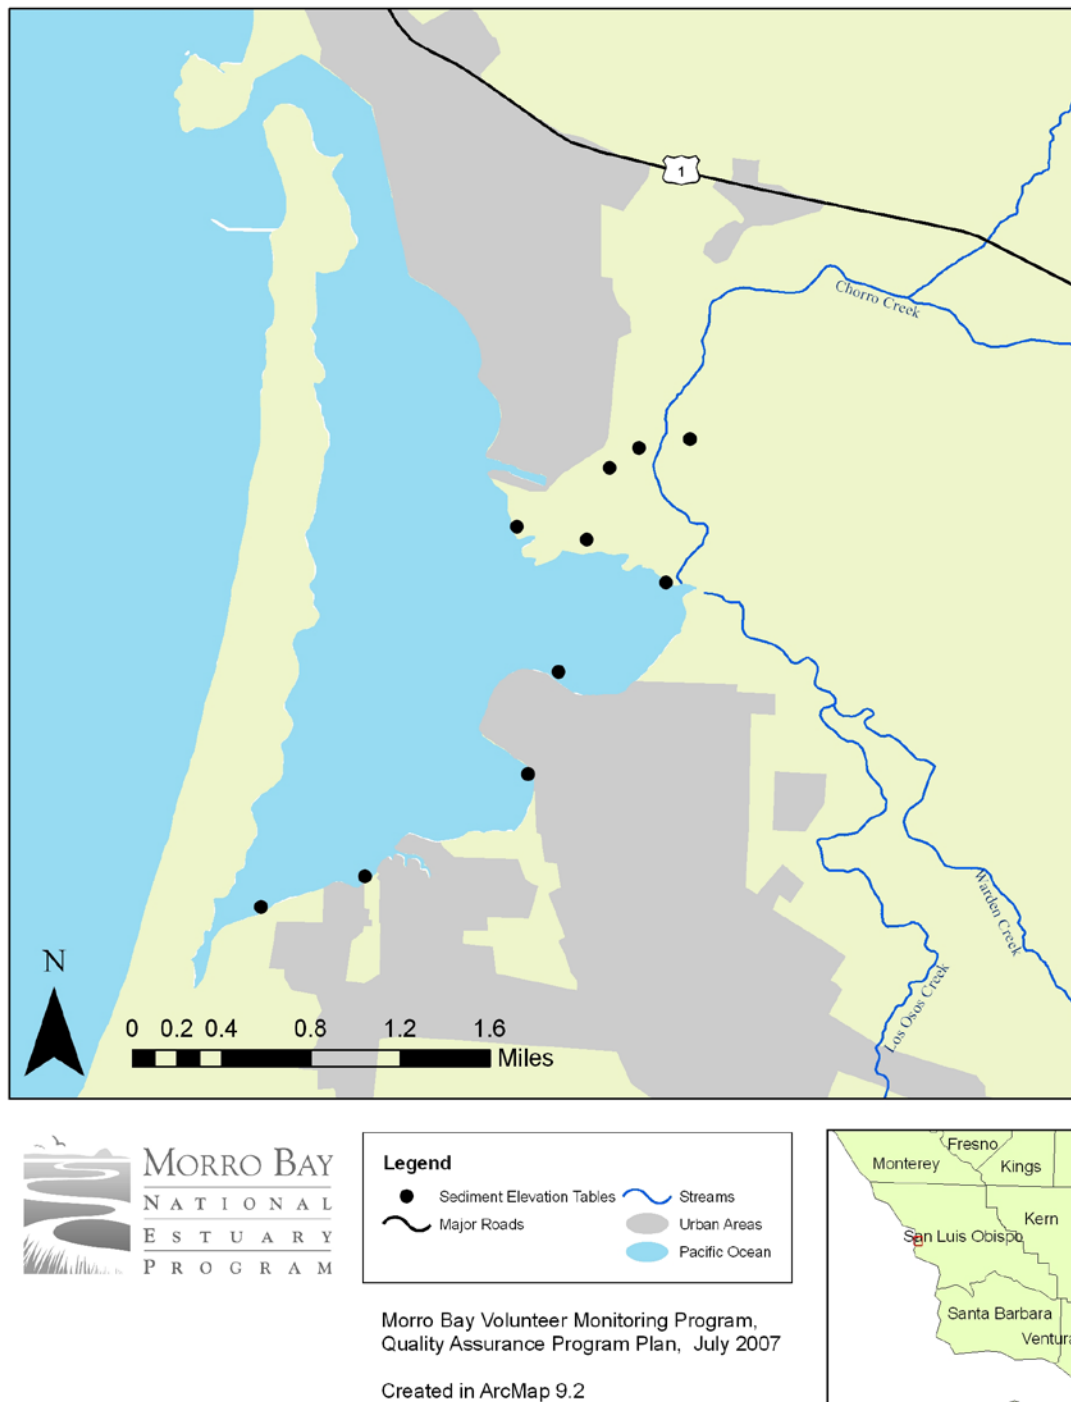 1
Chorro Creek
Warden Creek
Los Osos Creek
N
0 0.2 0.4 0.8 1.2 1.6
Miles
MORRO BAY
NATIONAL
ESTUARY
PROGRAM
Legend
Sediment Elevation Tables
Streams
Major Roads
Urban Areas
Pacific Ocean
Morro Bay Volunteer Monitoring Program,
Quality Assurance Program Plan, July 2007
Created in ArcMap 9.2
Fresno
Monterey
Kings
Kern
San Luis Obispo
Santa Barbara
Ventura